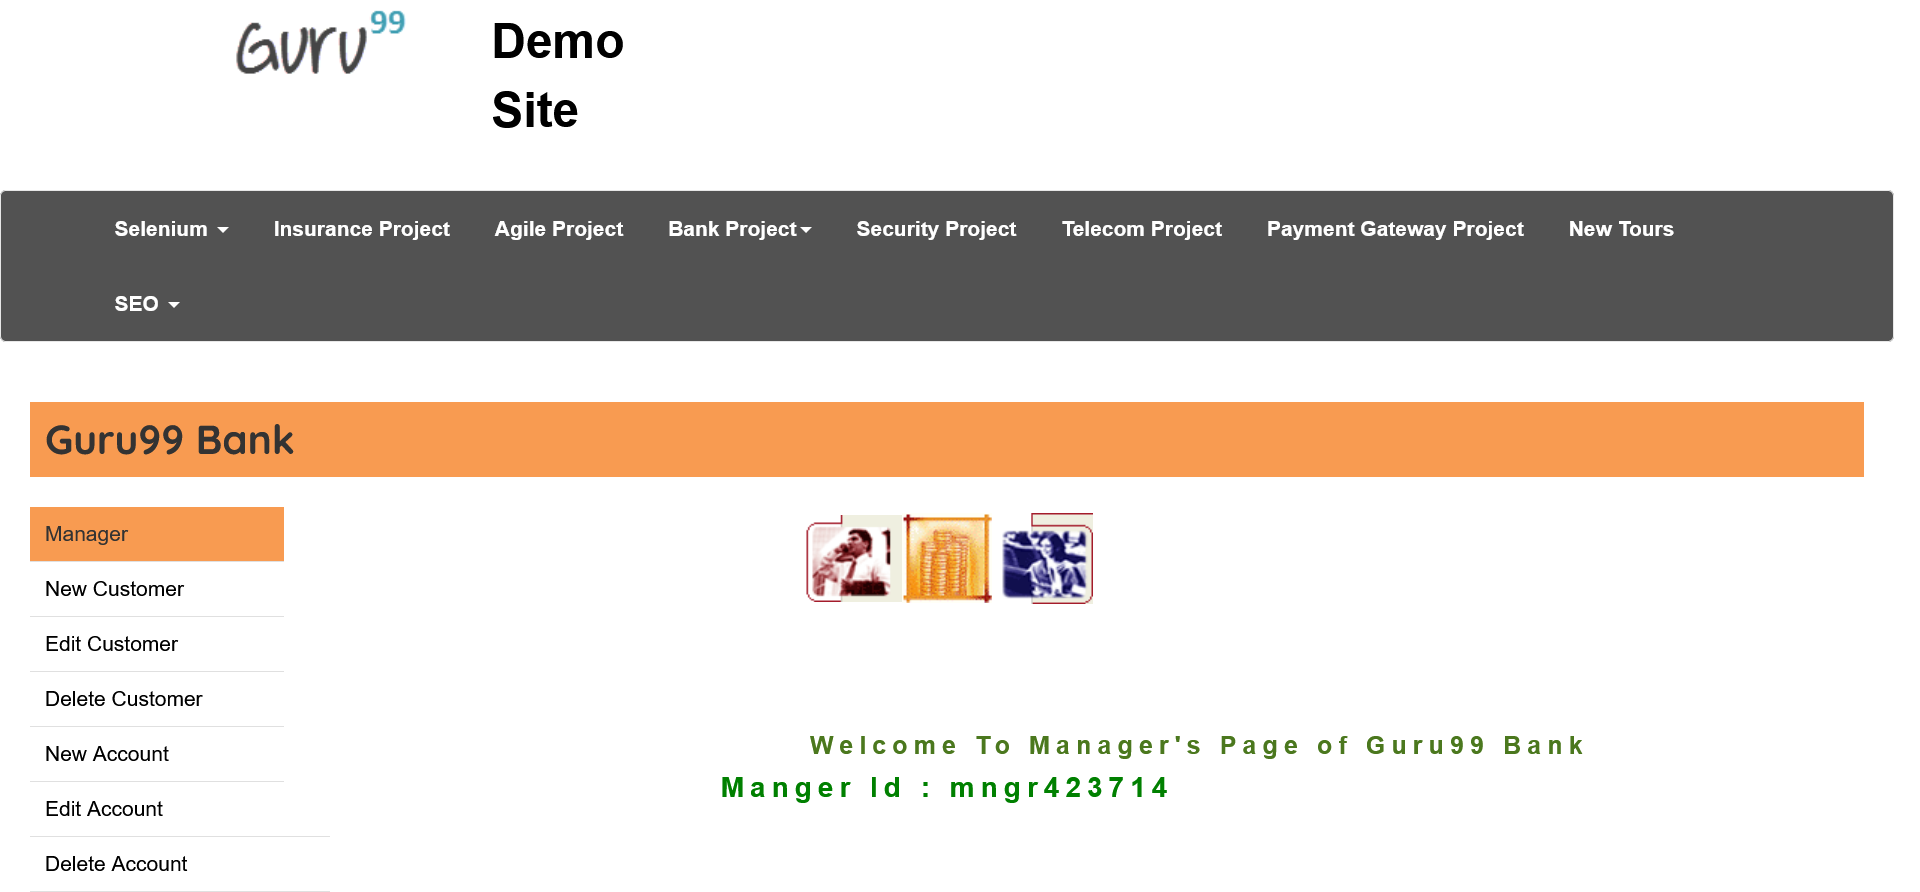 Guru99
Demo
Site
Selenium Insurance Project Agile Project Bank Project Security Project Telecom Project Payment Gateway Project New Tours
SEO
Guru99 Bank
Manager
New Customer
Edit Customer
Delete Customer
New Account
Edit Account
Delete Account
Welcome To Manager's Page of Guru99 Bank
Manger Id : mngr423714